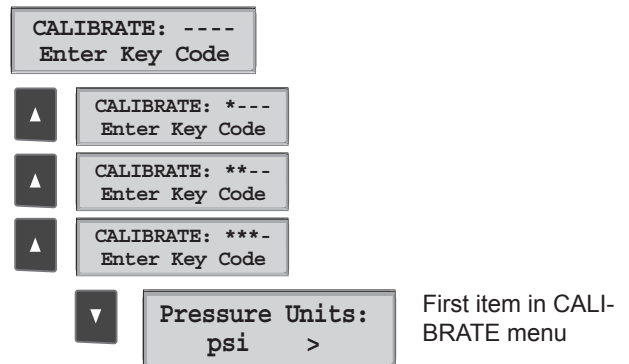 CALIBRATE: ----
Enter Key Code
CALIBRATE: *---
Enter Key Code
CALIBRATE: **--
Enter Key Code
CALIBRATE: ***-
Enter Key Code
Pressure Units:
psi >
First item in CALI-
BRATE menu